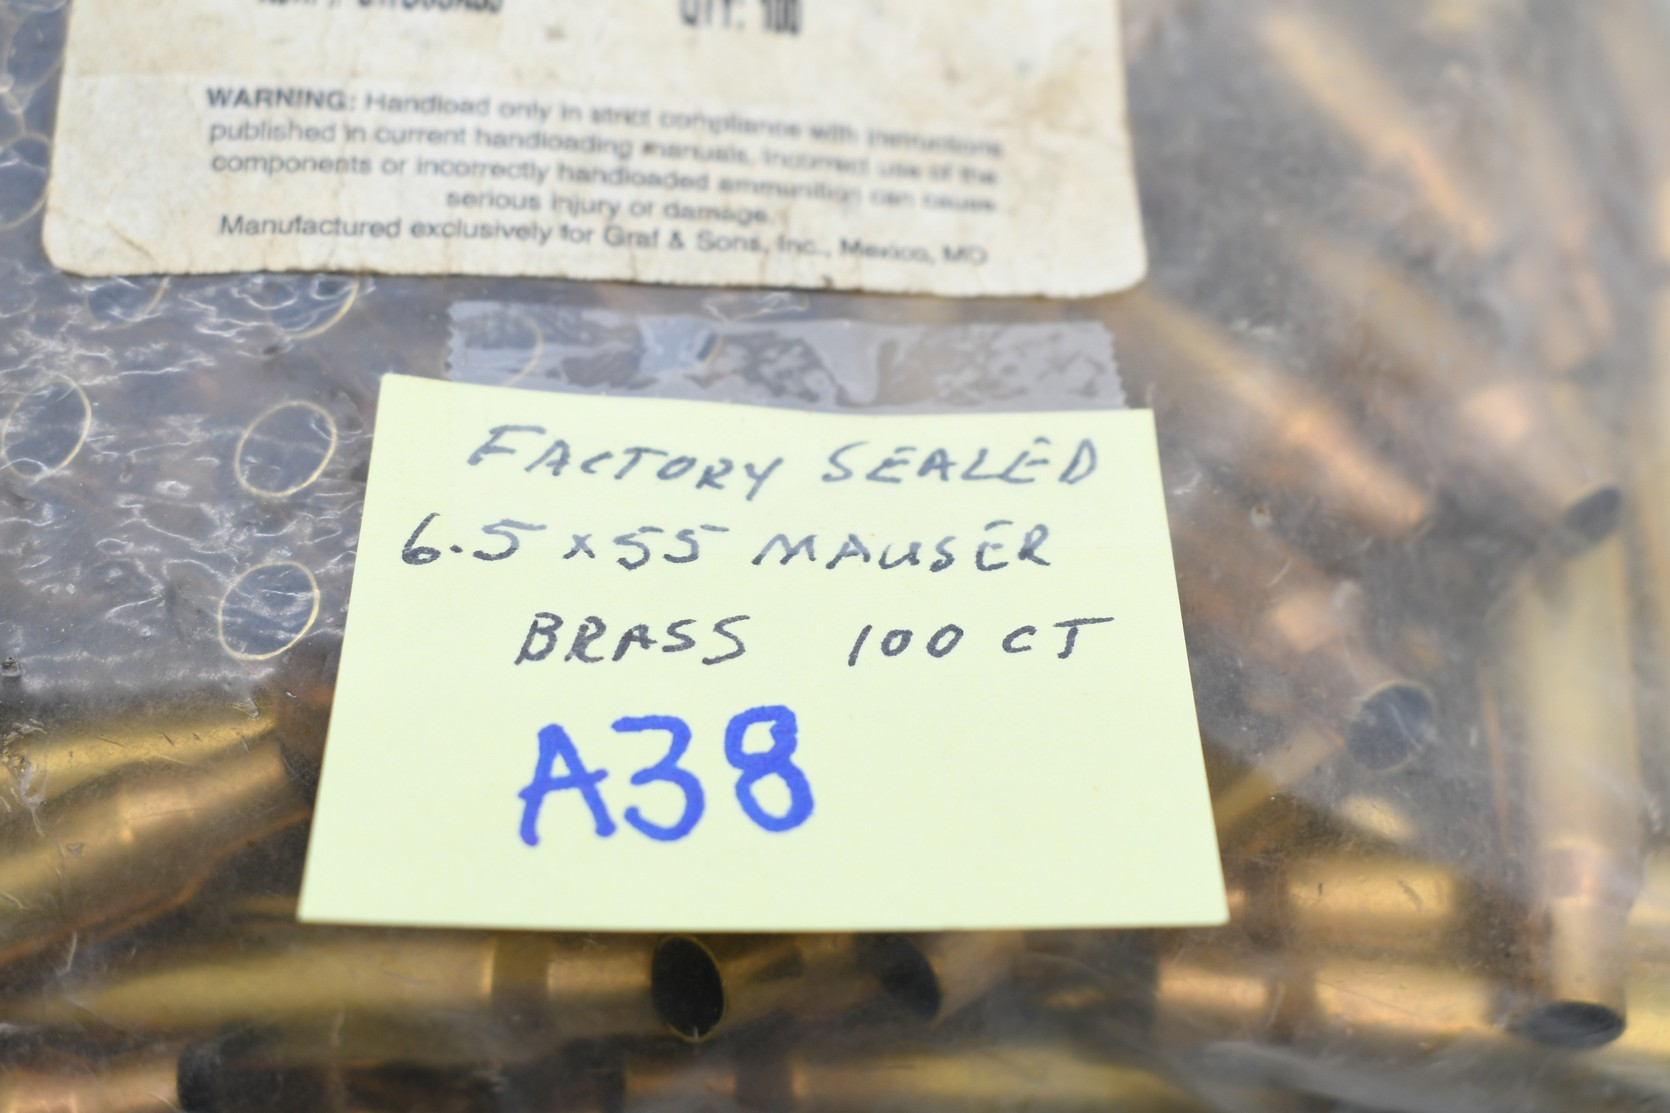 QTY: 100
WARNING: Handload only in strict compliance with instructions
published in current handloading manuals. Incorrect use of the
components or incorrectly handloaded ammunition can cause
serious injury or damage.
Manufactured exclusively for Graf & Sons, Inc., Mexico, MO
FACTORY SEALED
6.5 x 55 MAUSER
BRASS 100 CT
A38